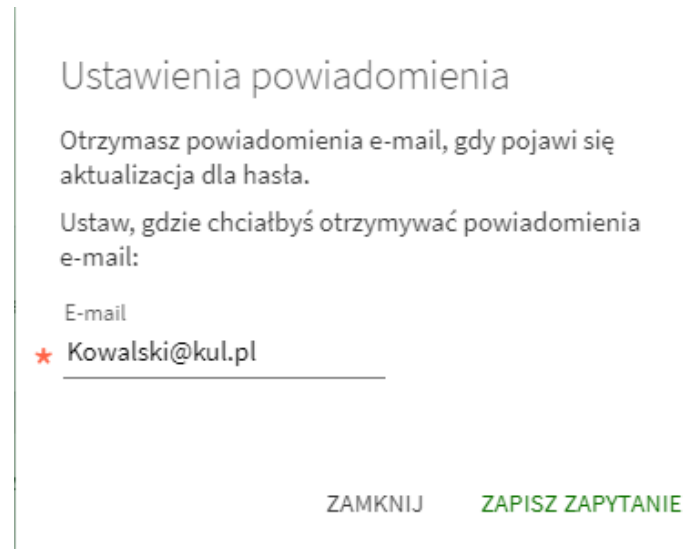 Ustawienia powiadomienia
Otrzymasz powiadomienia e-mail, gdy pojawi się
aktualizacja dla hasła.
Ustaw, gdzie chciałbyś otrzymywać powiadomienia
e-mail:
E-mail
* Kowalski@kul.pl
ZAMKNIJ ZAPISZ ZAPYTANIE